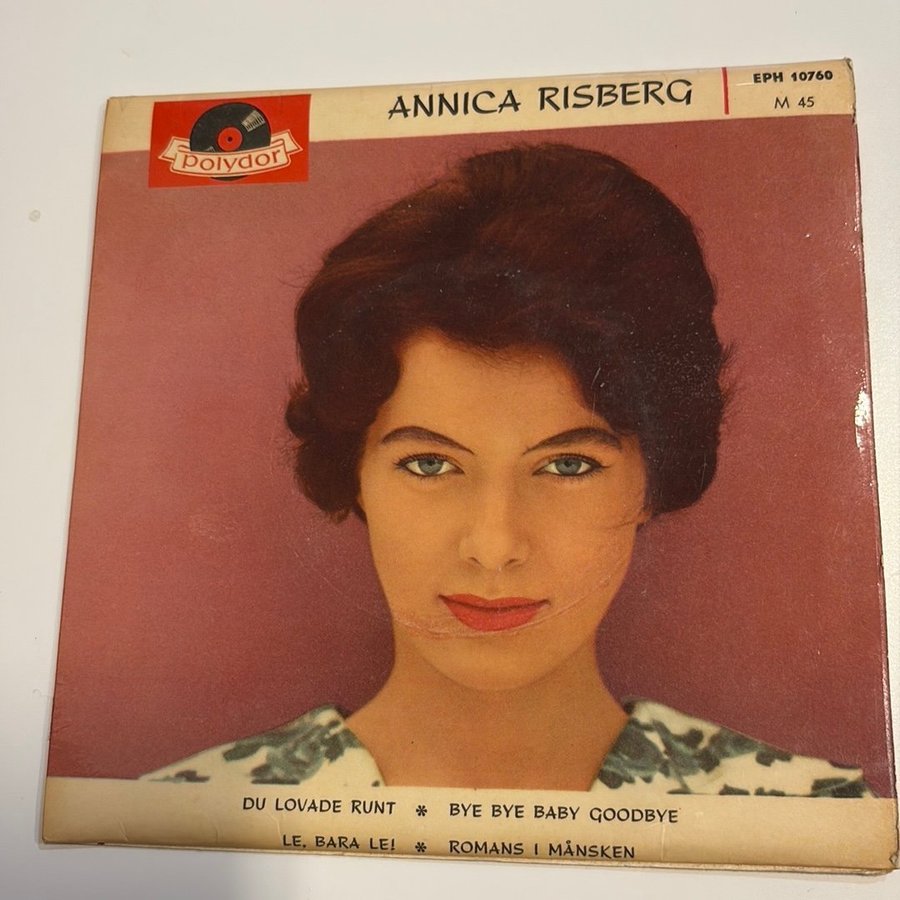 ANNICA RISBERG
EPH 10760
M 45
polydor
DU LOVADE RUNT * BYE BYE BABY GOODBYE
LE, BARA LE! * ROMANS I MÅNSKEN